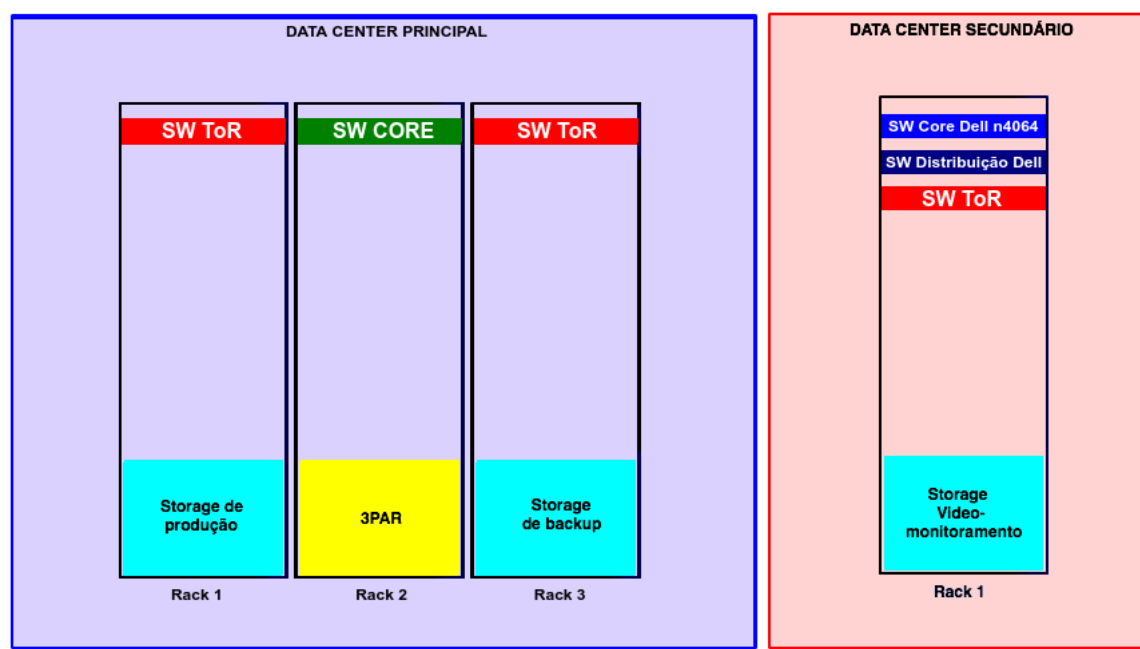 DATA CENTER PRINCIPAL
SW ToR
SW CORE
SW ToR
Storage de
produção
3PAR
Storage
de backup
Rack 1
Rack 2
Rack 3
DATA CENTER SECUNDÁRIO
SW Core Dell n4064
SW Distribuição Dell
SW ToR
Storage
Video-
monitoramento
Rack 1